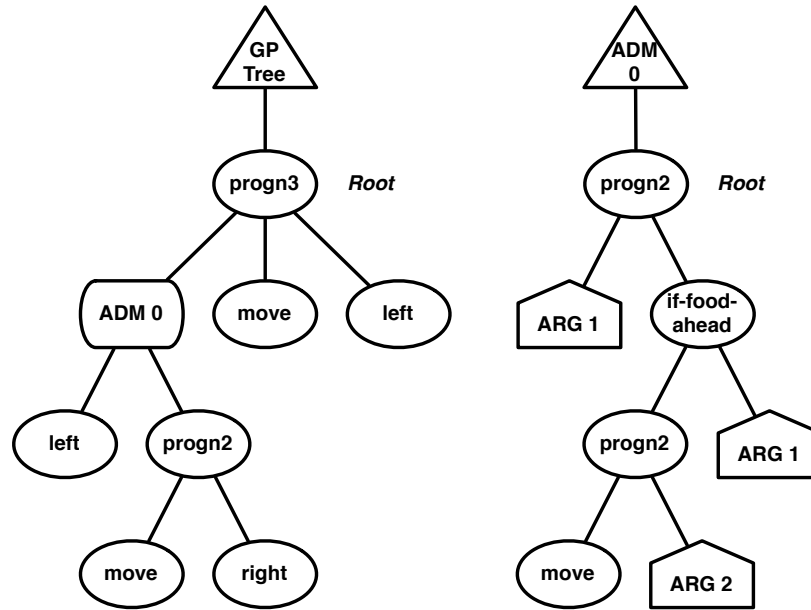 GP
Tree
progn3
Root
ADM 0
move
left
left
progn2
move
right
ADM
0
progn2
Root
ARG 1
if-food-
ahead
progn2
ARG 1
move
ARG 2